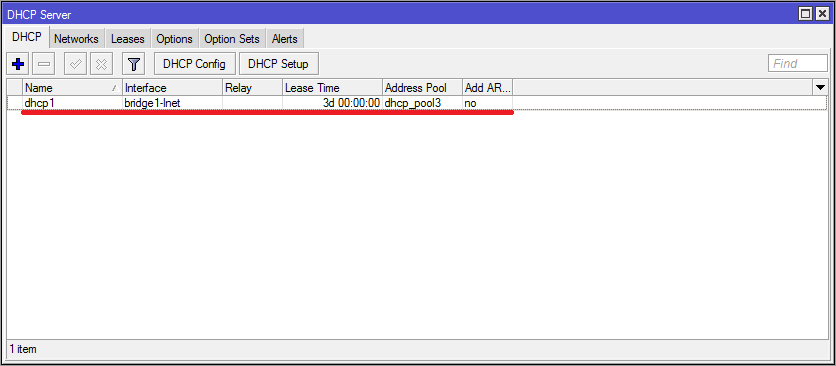 DHCP Server
DHCP Networks Leases Options Option Sets Alerts
DHCP Config DHCP Setup Find
Name / Interface Relay Lease Time Address Pool Add AR...
dhcp1 bridge1-lnet 3d 00:00:00 dhcp_pool3 no
1 item